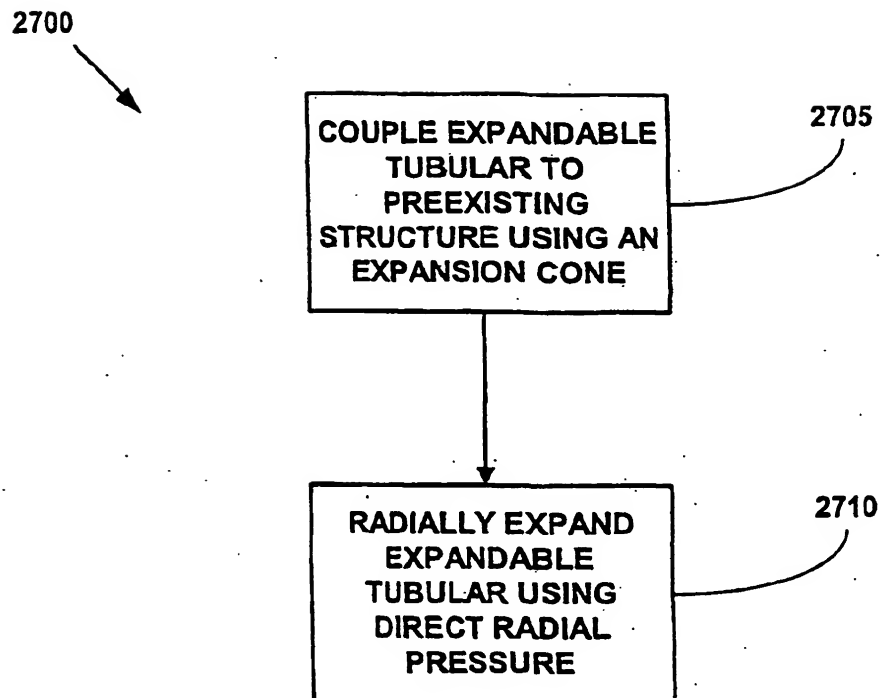 2700
COUPLE EXPANDABLE
TUBULAR TO
PREEXISTING
STRUCTURE USING AN
EXPANSION CONE
2705
RADIALLY EXPAND
EXPANDABLE
TUBULAR USING
DIRECT RADIAL
PRESSURE
2710